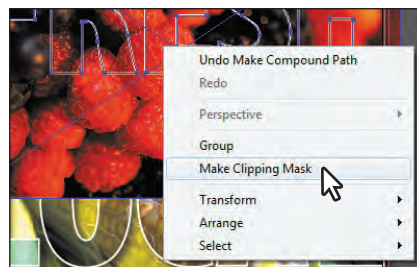 Undo Make Compound Path
Redo
Perspective
Group
Make Clipping Mask
Transform
Arrange
Select